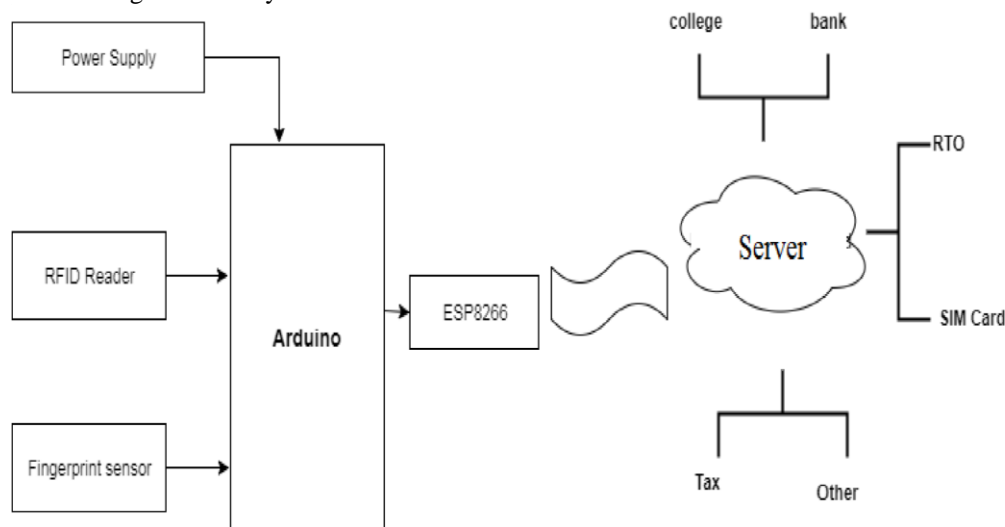 college
bank
Power Supply
RTO
RFID Reader
Server
ESP8266
Arduino
SIM Card
Fingerprint sensor
Tax
Other